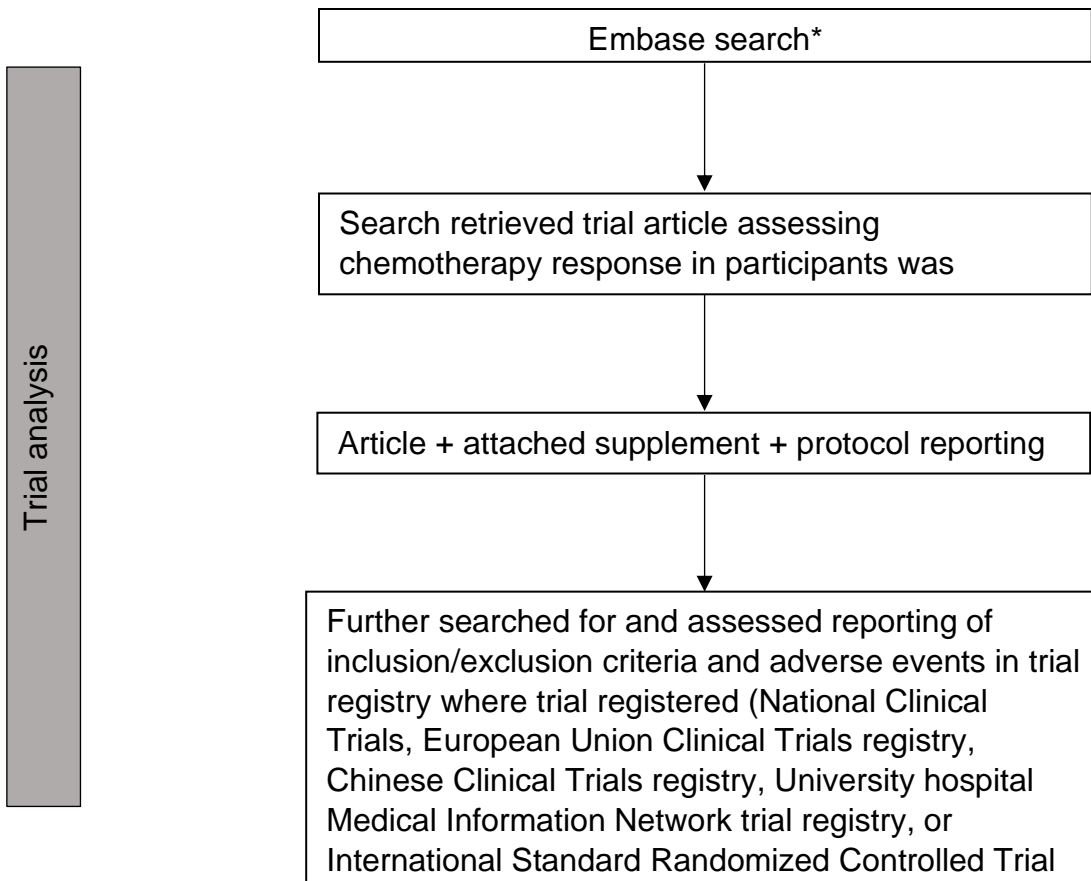 Embase search*
Trial analysis
Search retrieved trial article assessing
chemotherapy response in participants was
Article + attached supplement + protocol reporting
Further searched for and assessed reporting of
inclusion/exclusion criteria and adverse events in trial
registry where trial registered (National Clinical
Trials, European Union Clinical Trials registry,
Chinese Clinical Trials registry, University hospital
Medical Information Network trial registry, or
International Standard Randomized Controlled Trial